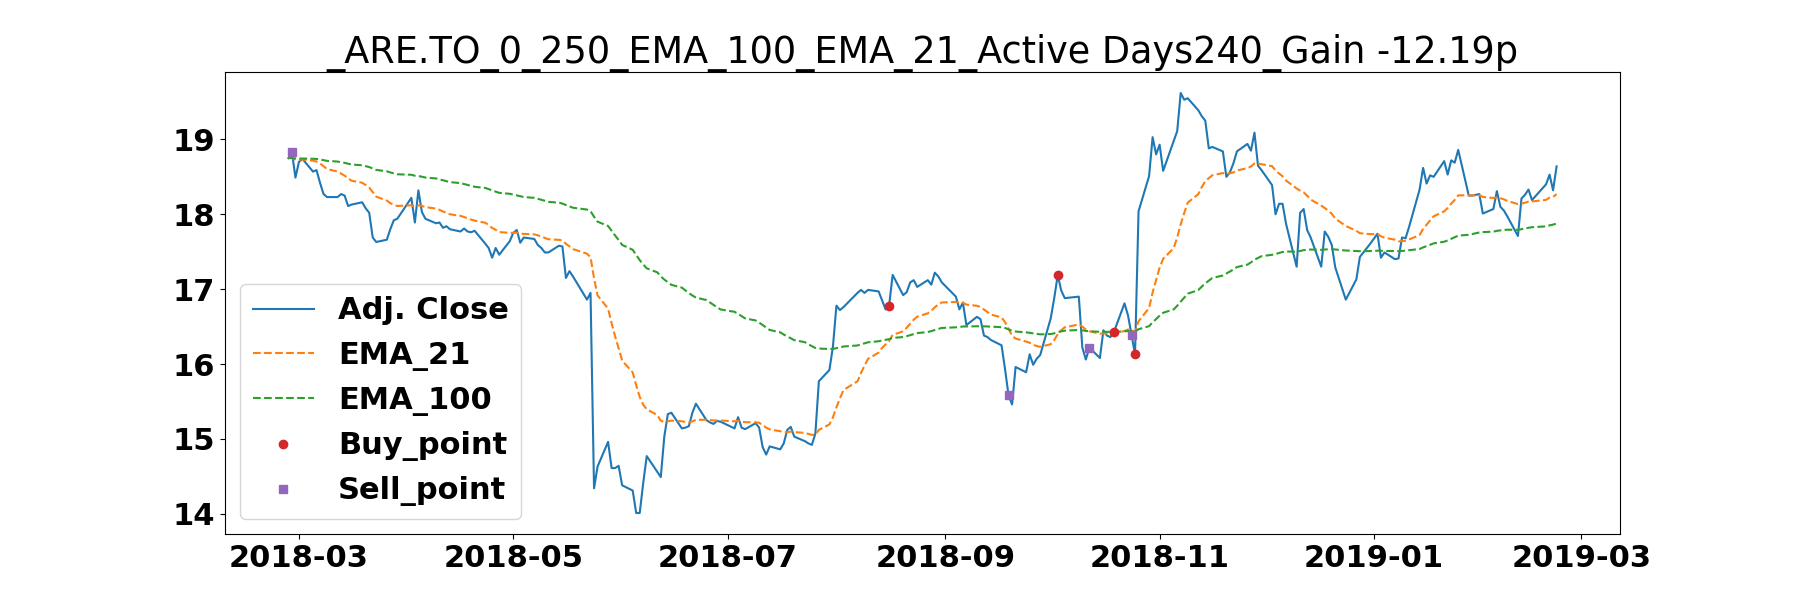 _ARE.TO_0_250_EMA_100_EMA_21_Active Days240_Gain -12.19p
19
18
17
16
15
14
Adj. Close
EMA_21
EMA_100
Buy_point
Sell_point
2018-03 2018-05 2018-07 2018-09 2018-11 2019-01 2019-03